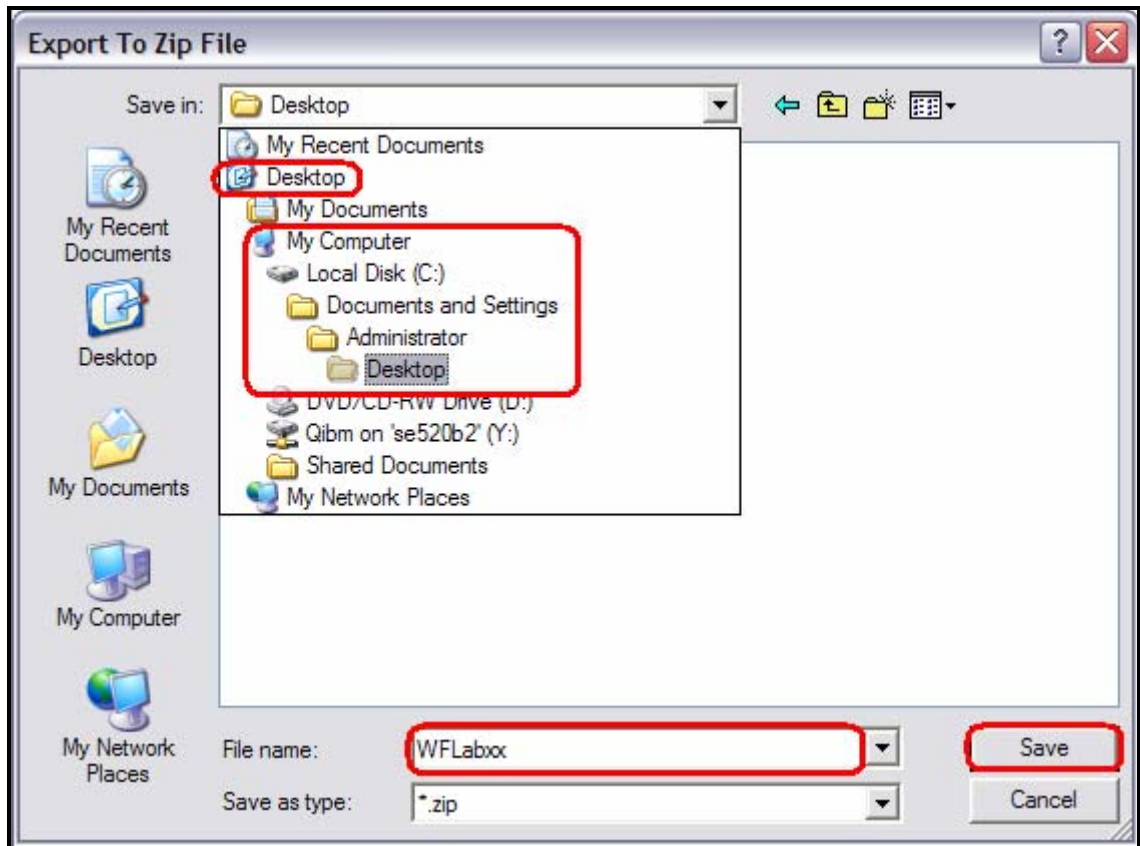 Export To Zip File
Save in:
Desktop
My Recent Documents
Desktop
My Documents
My Computer
Local Disk (C:)
Documents and Settings
Administrator
Desktop
DVD/CD-RW Drive (D:)
Qibm on 'se520b2' (Y:)
Shared Documents
My Network Places
My Recent
Documents
Desktop
My Documents
My Computer
My Network
Places
File name:
WFLabxx
Save
Save as type:
*.zip
Cancel